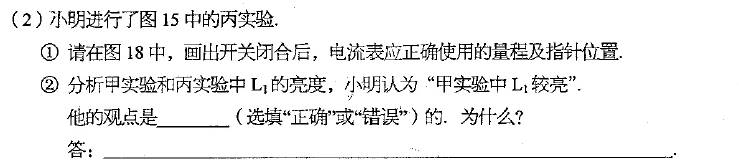 (2) 小明进行了图15中的丙实验.
① 请在图18中，画出开关闭合后，电流表应正确使用的量程及指针位置.
② 分析甲实验和丙实验中L₁的亮度，小明认为“甲实验中L₁较亮”.
他的观点是______（选填“正确”或“错误”）的. 为什么?
答：______.